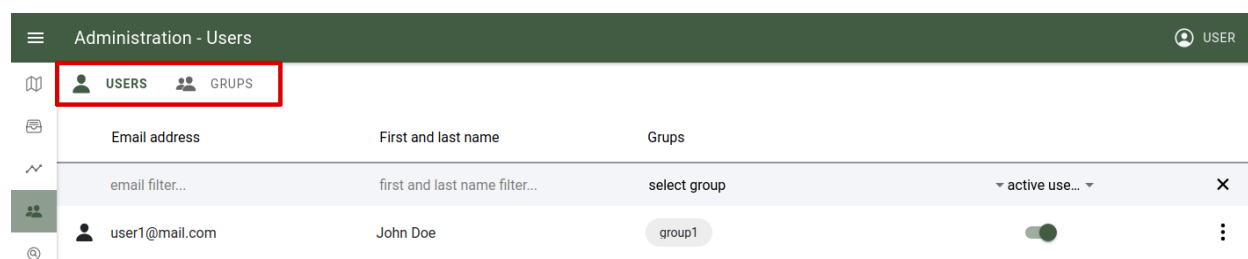 Administration - Users USER
USERS GRUPS
Email address First and last name Grups
email filter... first and last name filter... select group active use...
user1@mail.com John Doe group1